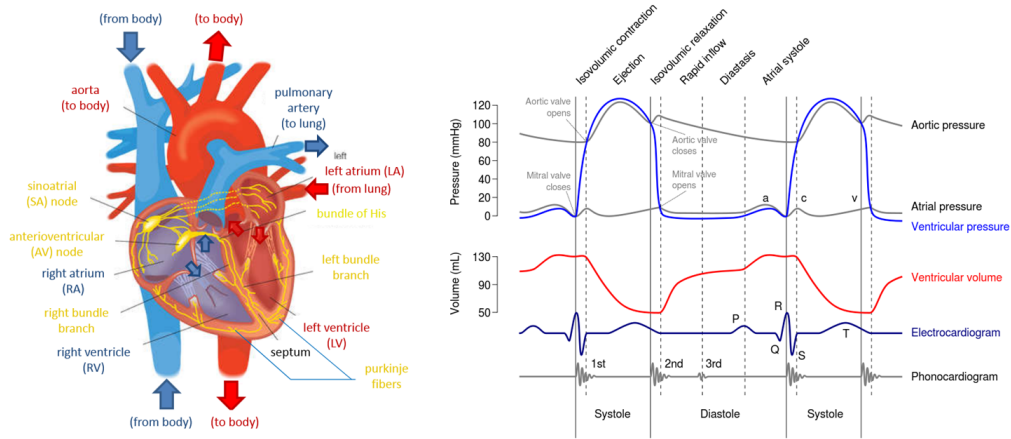 (from body)
(to body)
aorta
(to body)
pulmonary
artery
(to lung)
left
left atrium (LA)
(from lung)
sinoatrial
(SA) node
bundle of His
anterioventricular
(AV) node
left bundle
branch
right atrium
(RA)
right bundle
branch
left ventricle
(LV)
right ventricle
(RV)
septum
purkinje
fibers
(from body)
(to body)
Isovolumic contraction
Ejection
Isovolumic relaxation
Rapid inflow
Diastasis
Atrial systole
Pressure (mmHg)
120
100
80
60
40
20
0
Aortic valve
opens
Aortic valve
closes
Mitral valve
closes
Mitral valve
opens
a
c
v
Aortic pressure
Atrial pressure
Ventricular pressure
Volume (mL)
130
90
50
Ventricular volume
R
P
Q
S
T
Electrocardiogram
1st
2nd
3rd
Phonocardiogram
Systole
Diastole
Systole